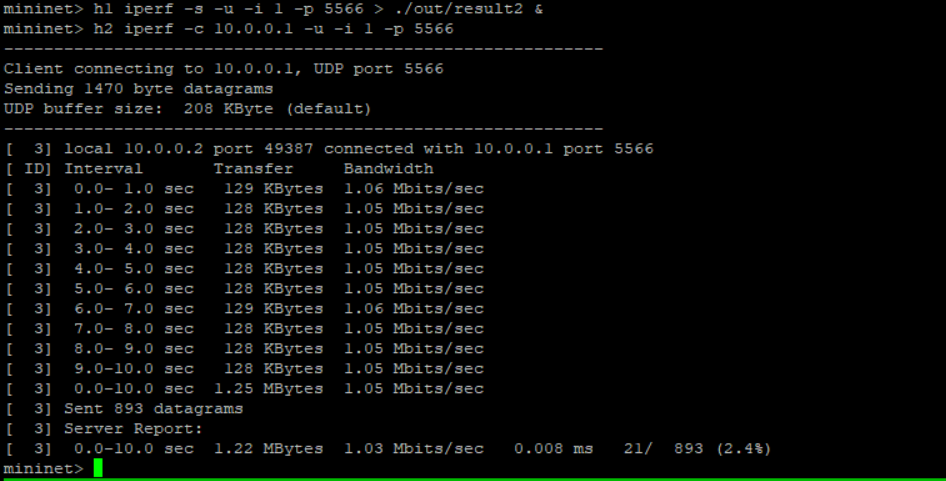 mininet> h1 iperf -s -u -i 1 -p 5566 > ./out/result2 &
mininet> h2 iperf -c 10.0.0.1 -u -i 1 -p 5566
------------------------------------------------------------
Client connecting to 10.0.0.1, UDP port 5566
Sending 1470 byte datagrams
UDP buffer size:  208 KByte (default)
------------------------------------------------------------
[  3] local 10.0.0.2 port 49387 connected with 10.0.0.1 port 5566
[ ID] Interval       Transfer     Bandwidth
[  3]  0.0- 1.0 sec   129 KBytes  1.06 Mbits/sec
[  3]  1.0- 2.0 sec   128 KBytes  1.05 Mbits/sec
[  3]  2.0- 3.0 sec   128 KBytes  1.05 Mbits/sec
[  3]  3.0- 4.0 sec   128 KBytes  1.05 Mbits/sec
[  3]  4.0- 5.0 sec   128 KBytes  1.05 Mbits/sec
[  3]  5.0- 6.0 sec   128 KBytes  1.05 Mbits/sec
[  3]  6.0- 7.0 sec   129 KBytes  1.06 Mbits/sec
[  3]  7.0- 8.0 sec   128 KBytes  1.05 Mbits/sec
[  3]  8.0- 9.0 sec   128 KBytes  1.05 Mbits/sec
[  3]  9.0-10.0 sec   128 KBytes  1.05 Mbits/sec
[  3]  0.0-10.0 sec  1.25 MBytes  1.05 Mbits/sec
[  3] Sent 893 datagrams
[  3] Server Report:
[  3]  0.0-10.0 sec  1.22 MBytes  1.03 Mbits/sec   0.008 ms   21/  893 (2.4%)
mininet>